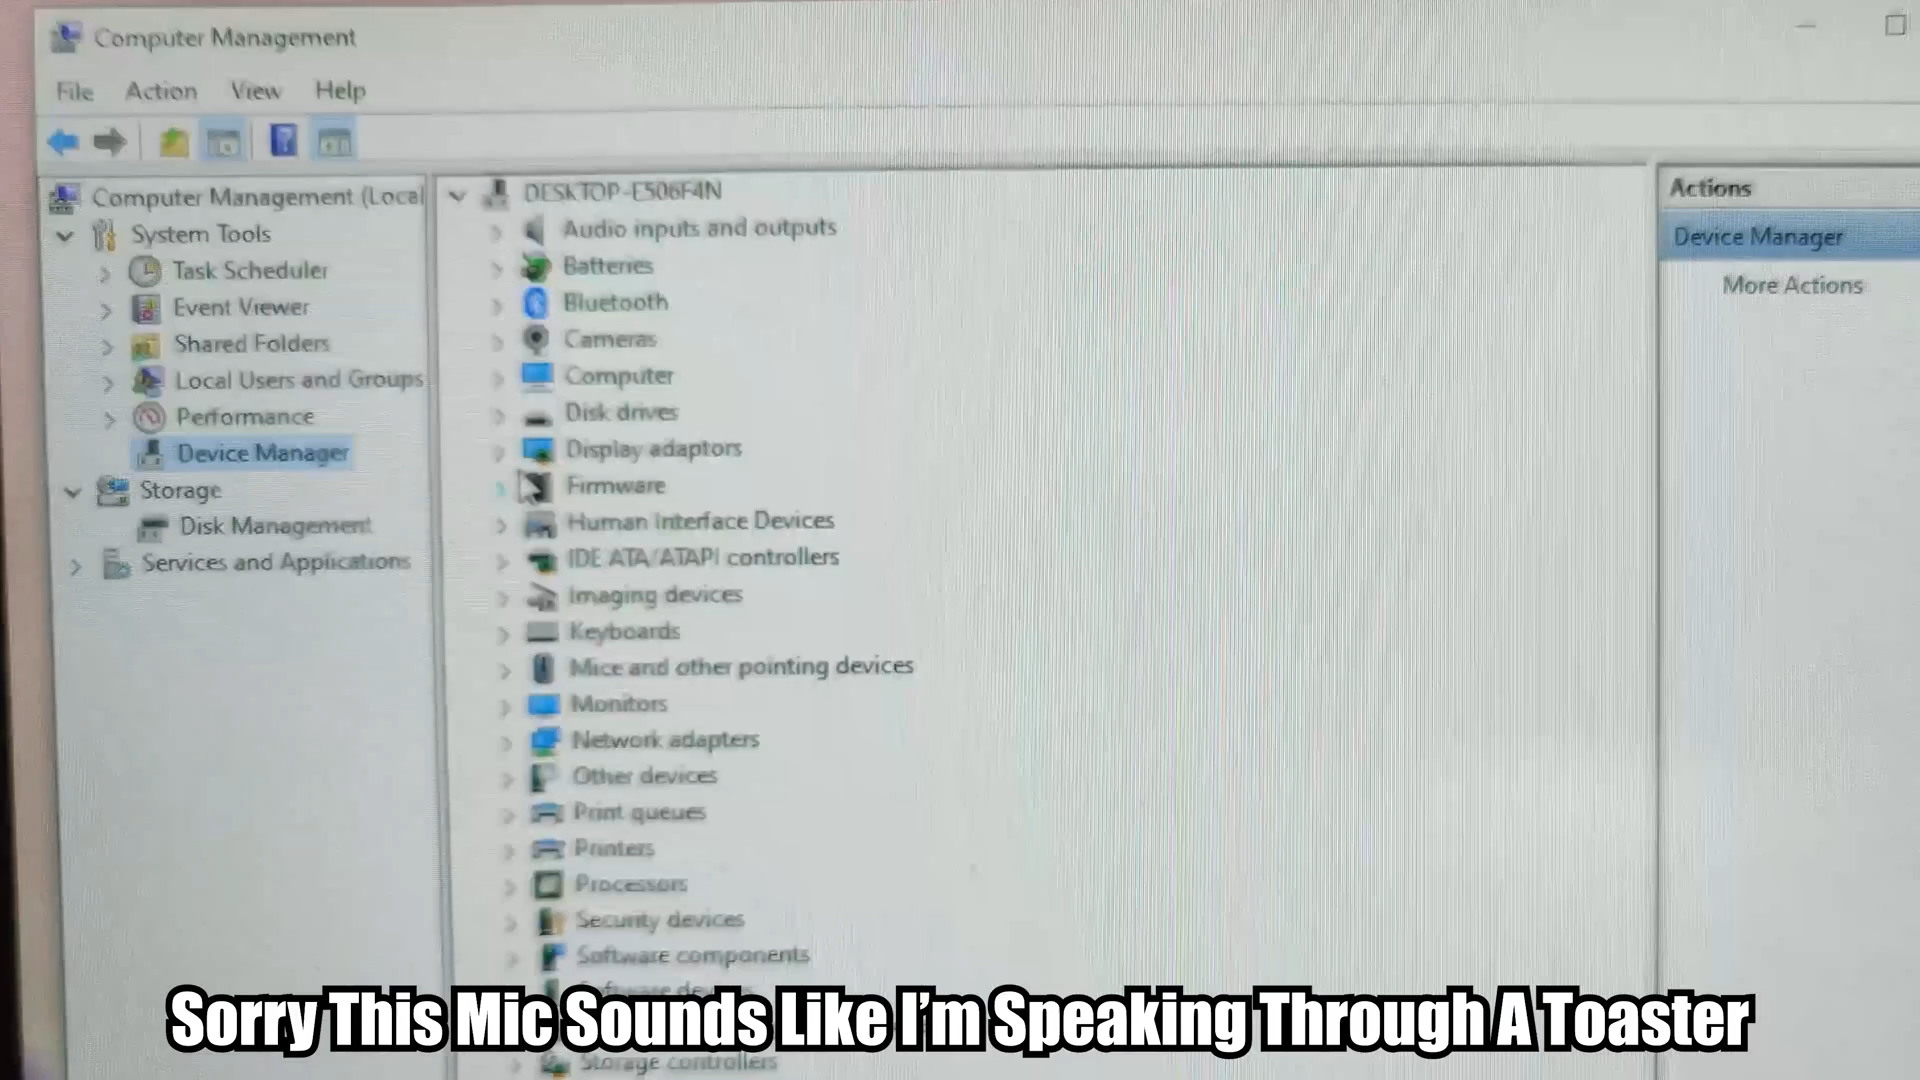 Computer Management
File Action View Help
Computer Management (Local
System Tools
Task Scheduler
Event Viewer
Shared Folders
Local Users and Groups
Performance
Device Manager
Storage
Disk Management
Services and Applications
DESKTOP-E506F4N
Audio inputs and outputs
Batteries
Bluetooth
Cameras
Computer
Disk drives
Display adaptors
Firmware
Human Interface Devices
IDE ATA/ATAPI controllers
Imaging devices
Keyboards
Mice and other pointing devices
Monitors
Network adapters
Other devices
Print queues
Printers
Processors
Security devices
Software components
Software devices
Storage controllers
Actions
Device Manager
More Actions
Sorry This Mic Sounds Like I'm Speaking Through A Toaster